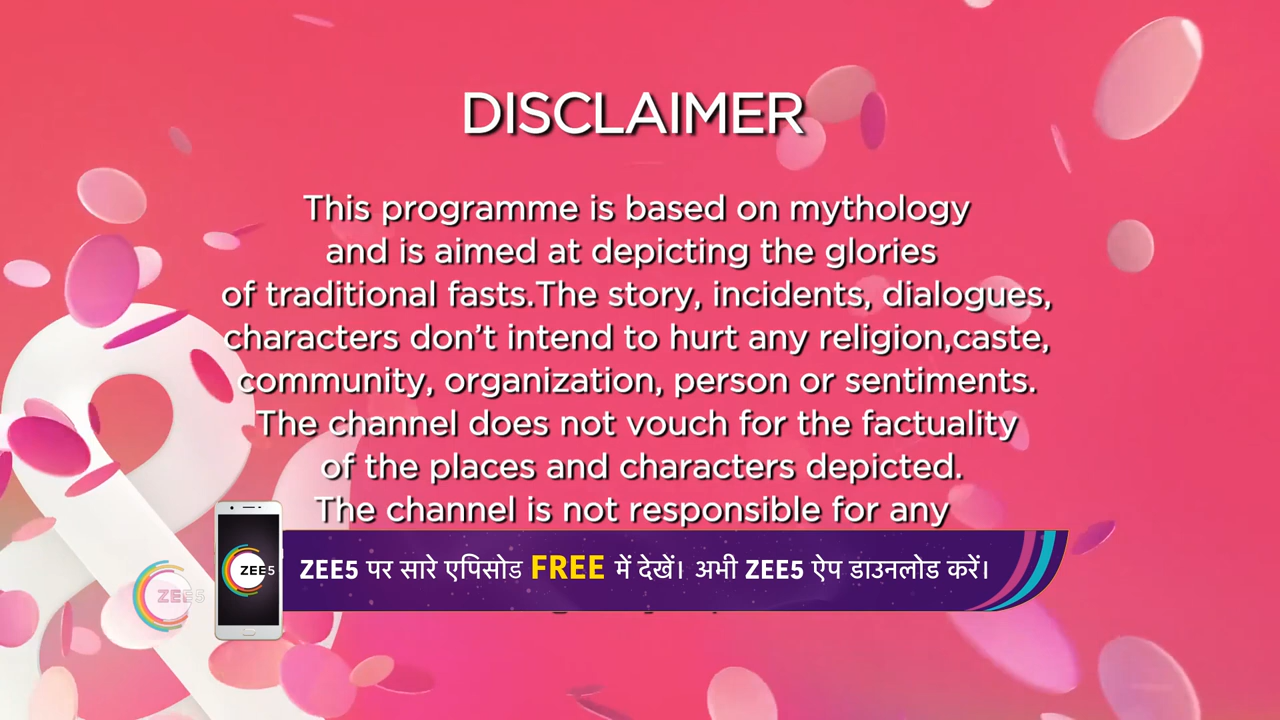 DISCLAIMER
This programme is based on mythology
and is aimed at depicting the glories
of traditional fasts.The story, incidents, dialogues,
characters don't intend to hurt any religion,caste,
community, organization, person or sentiments.
The channel does not vouch for the factuality
of the places and characters depicted.
The channel is not responsible for any
ZEE5 पर सारे एपिसोड FREE में देखें। अभी ZEE5 ऐप डाउनलोड करें।
ZEE5
ZEE5